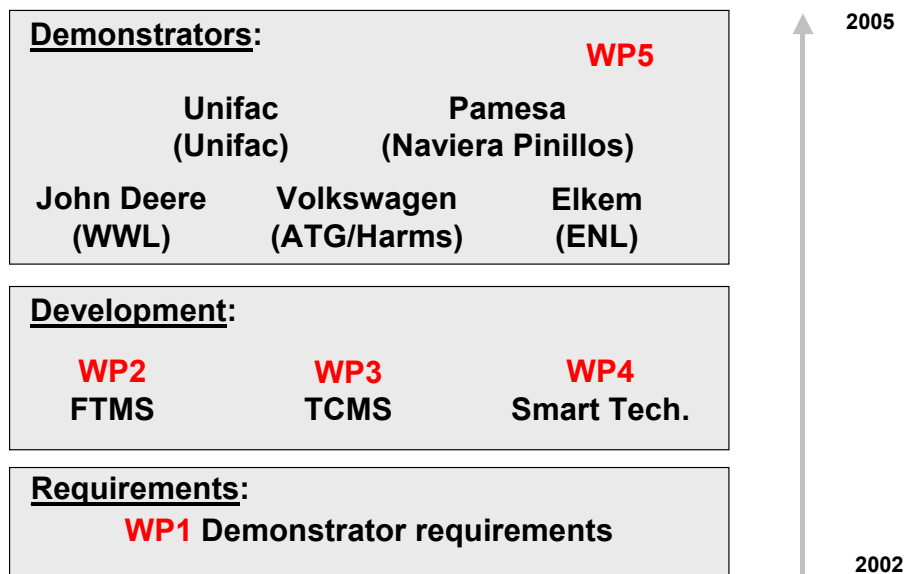 Demonstrators:
2005
WP5
Unifac Pamesa
(Unifac) (Naviera Pinillos)
John Deere Volkswagen Elkem
(WWL) (ATG/Harms) (ENL)
Development:
WP2 WP3 WP4
FTMS TCMS Smart Tech.
Requirements:
WP1 Demonstrator requirements
2002